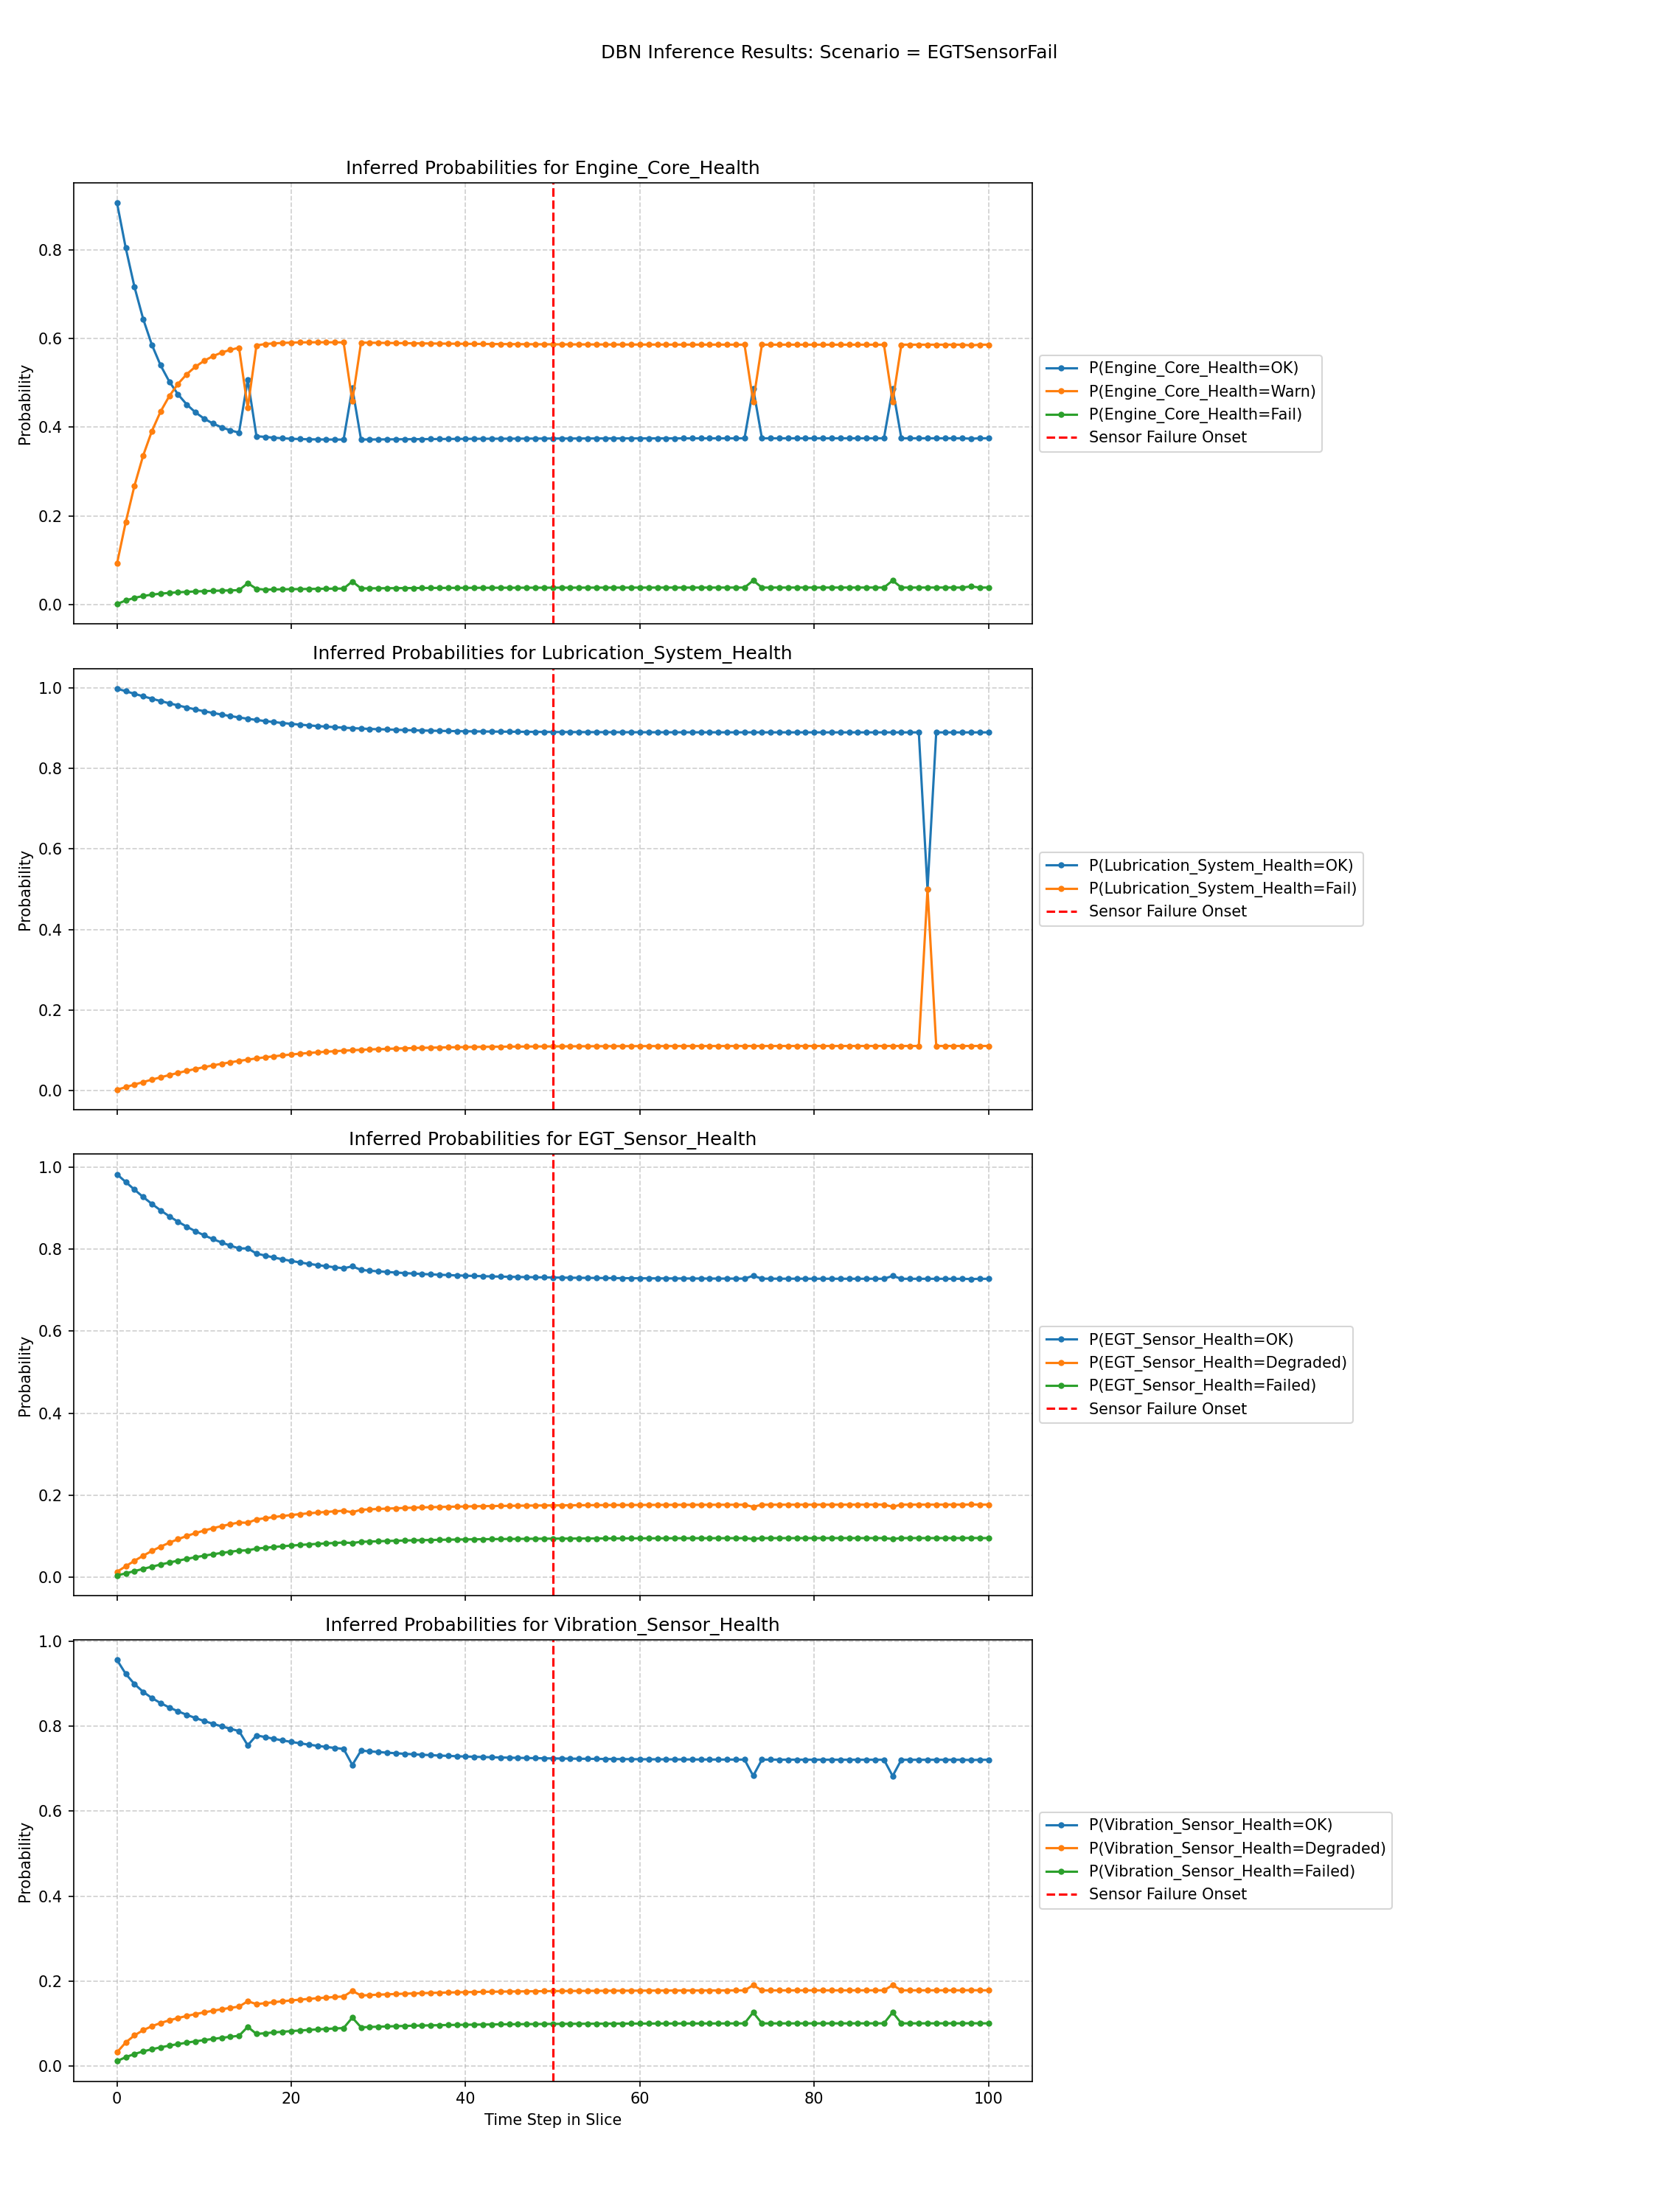 DBN Inference Results: Scenario = EGTSensorFail
Inferred Probabilities for Engine_Core_Health
Probability
0.8
0.6
0.4
0.2
0.0
P(Engine_Core_Health=OK)
P(Engine_Core_Health=Warn)
P(Engine_Core_Health=Fail)
Sensor Failure Onset
Inferred Probabilities for Lubrication_System_Health
Probability
1.0
0.8
0.6
0.4
0.2
0.0
P(Lubrication_System_Health=OK)
P(Lubrication_System_Health=Fail)
Sensor Failure Onset
Inferred Probabilities for EGT_Sensor_Health
Probability
1.0
0.8
0.6
0.4
0.2
0.0
P(EGT_Sensor_Health=OK)
P(EGT_Sensor_Health=Degraded)
P(EGT_Sensor_Health=Failed)
Sensor Failure Onset
Inferred Probabilities for Vibration_Sensor_Health
Probability
1.0
0.8
0.6
0.4
0.2
0.0
P(Vibration_Sensor_Health=OK)
P(Vibration_Sensor_Health=Degraded)
P(Vibration_Sensor_Health=Failed)
Sensor Failure Onset
0 20 40 60 80 100
Time Step in Slice